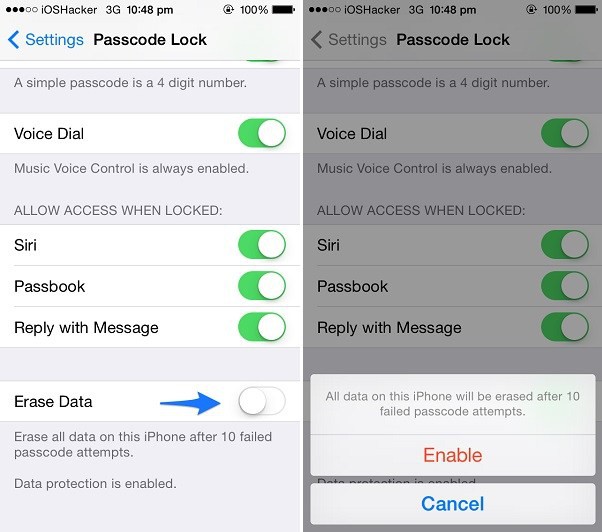 iOSHacker 3G 10:48 pm 100%
Settings Passcode Lock
A simple passcode is a 4 digit number.
Voice Dial
Music Voice Control is always enabled.
ALLOW ACCESS WHEN LOCKED:
Siri
Passbook
Reply with Message
Erase Data
Erase all data on this iPhone after 10 failed
passcode attempts.
Data protection is enabled.
iOSHacker 3G 10:48 pm 100%
Settings Passcode Lock
A simple passcode is a 4 digit number.
Voice Dial
Music Voice Control is always enabled.
ALLOW ACCESS WHEN LOCKED:
Siri
Passbook
Reply with Message
All data on this iPhone will be erased after 10
failed passcode attempts.
Enable
Data protection is enabled.
Cancel